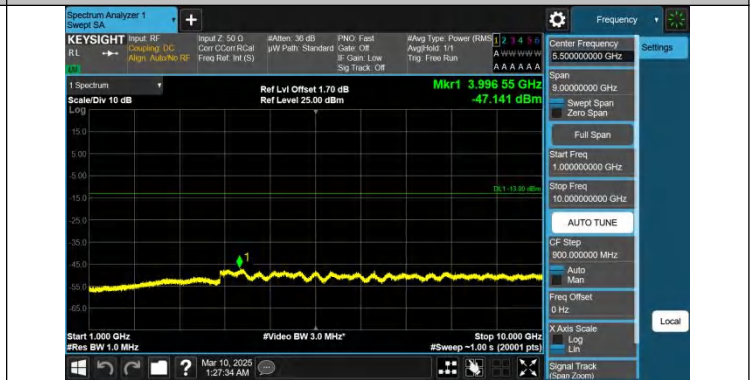 Spectrum Analyzer 1
Swept SA
Frequency
KEYSIGHT
RL
Input: RF
Coupling: DC
Align: Auto/No RF
Input Z: 50 Ω
Corr CCorr RCal
Freq Ref: Int (S)
#Atten: 36 dB
µW Path: Standard
PNO: Fast
Gate: Off
IF Gain: Low
Sig Track: Off
#Avg Type: Power (RMS
Avg|Hold: 1/1
Trig: Free Run
1 2 3 4 5 6
A W W W W W
A A A A A A
1 Spectrum
Scale/Div 10 dB
Log
Ref Lvl Offset 1.70 dB
Ref Level 25.00 dBm
Mkr1 3.996 55 GHz
-47.141 dBm
15.0
5.00
-5.00
-15.0
-25.0
-35.0
-45.0
-55.0
-65.0
DL1 -13.00 dBm
1
Start 1.000 GHz
#Res BW 1.0 MHz
#Video BW 3.0 MHz*
Stop 10.000 GHz
#Sweep ~1.00 s (20001 pts)
Center Frequency
5.500000000 GHz
Settings
Span
9.00000000 GHz
Swept Span
Zero Span
Full Span
Start Freq
1.000000000 GHz
Stop Freq
10.000000000 GHz
AUTO TUNE
CF Step
900.000000 MHz
Auto
Man
Freq Offset
0 Hz
X Axis Scale
Log
Lin
Local
Signal Track
(Span Zoom)
?
Mar 10, 2025
1:27:34 AM